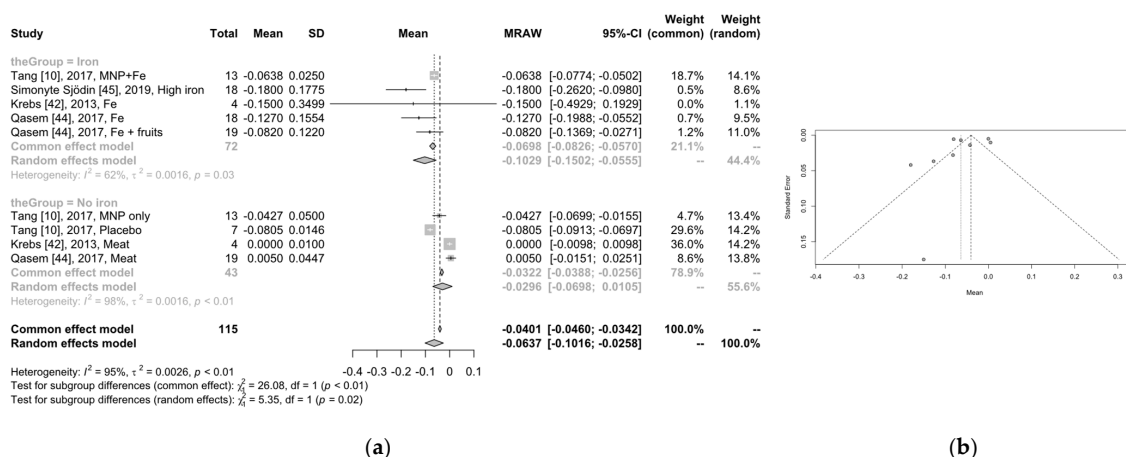 Weight Weight
Study Total Mean SD Mean MRAW 95%-CI (common) (random)
theGroup = Iron
Tang [10], 2017, MNP+Fe 13 -0.0638 0.0250 -0.0638 [-0.0774; -0.0502] 18.7% 14.1%
Simonyte Sjödin [45], 2019, High iron 18 -0.1800 0.1775 -0.1800 [-0.2620; -0.0980] 0.5% 8.6%
Krebs [42], 2013, Fe 4 -0.1500 0.3499 -0.1500 [-0.4929; 0.1929] 0.0% 1.1%
Qasem [44], 2017, Fe 18 -0.1270 0.1554 -0.1270 [-0.1988; -0.0552] 0.7% 9.5%
Qasem [44], 2017, Fe + fruits 19 -0.0820 0.1220 -0.0820 [-0.1369; -0.0271] 1.2% 11.0%
Common effect model 72 -0.0698 [-0.0826; -0.0570] 21.1% --
Random effects model -0.1029 [-0.1502; -0.0555] -- 44.4%
Heterogeneity: I² = 62%, τ² = 0.0016, p = 0.03
theGroup = No iron
Tang [10], 2017, MNP only 13 -0.0427 0.0500 -0.0427 [-0.0699; -0.0155] 4.7% 13.4%
Tang [10], 2017, Placebo 7 -0.0805 0.0146 -0.0805 [-0.0913; -0.0697] 29.6% 14.2%
Krebs [42], 2013, Meat 4 0.0000 0.0100 0.0000 [-0.0098; 0.0098] 36.0% 14.2%
Qasem [44], 2017, Meat 19 0.0050 0.0447 0.0050 [-0.0151; 0.0251] 8.6% 13.8%
Common effect model 43 -0.0322 [-0.0388; -0.0256] 78.9% --
Random effects model -0.0296 [-0.0698; 0.0105] -- 55.6%
Heterogeneity: I² = 98%, τ² = 0.0016, p < 0.01
Common effect model 115 -0.0401 [-0.0460; -0.0342] 100.0% --
Random effects model -0.0637 [-0.1016; -0.0258] -- 100.0%
Heterogeneity: I² = 95%, τ² = 0.0026, p < 0.01
-0.4 -0.3 -0.2 -0.1 0 0.1
Test for subgroup differences (common effect): χ²₁ = 26.08, df = 1 (p < 0.01)
Test for subgroup differences (random effects): χ²₁ = 5.35, df = 1 (p = 0.02)
(a)
Standard Error
0.00
0.05
0.10
0.15
-0.4 -0.3 -0.2 -0.1 0.0 0.1 0.2 0.3
Mean
(b)